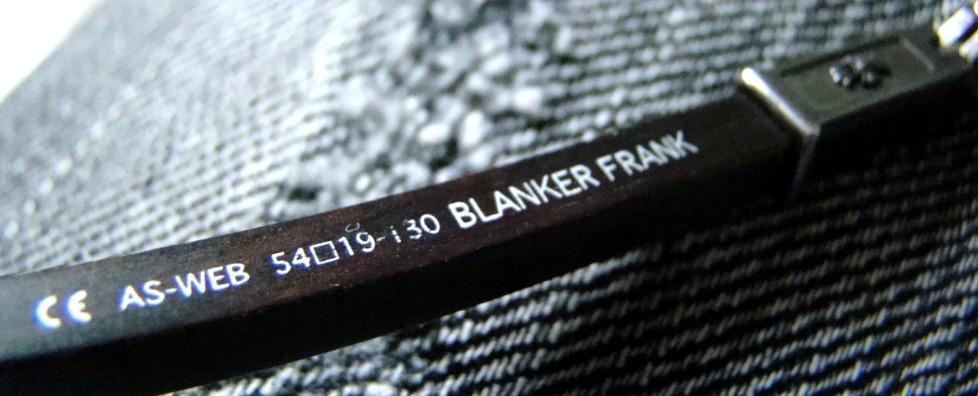 CE AS-WEB 54□19-130 BLANKER FRANK